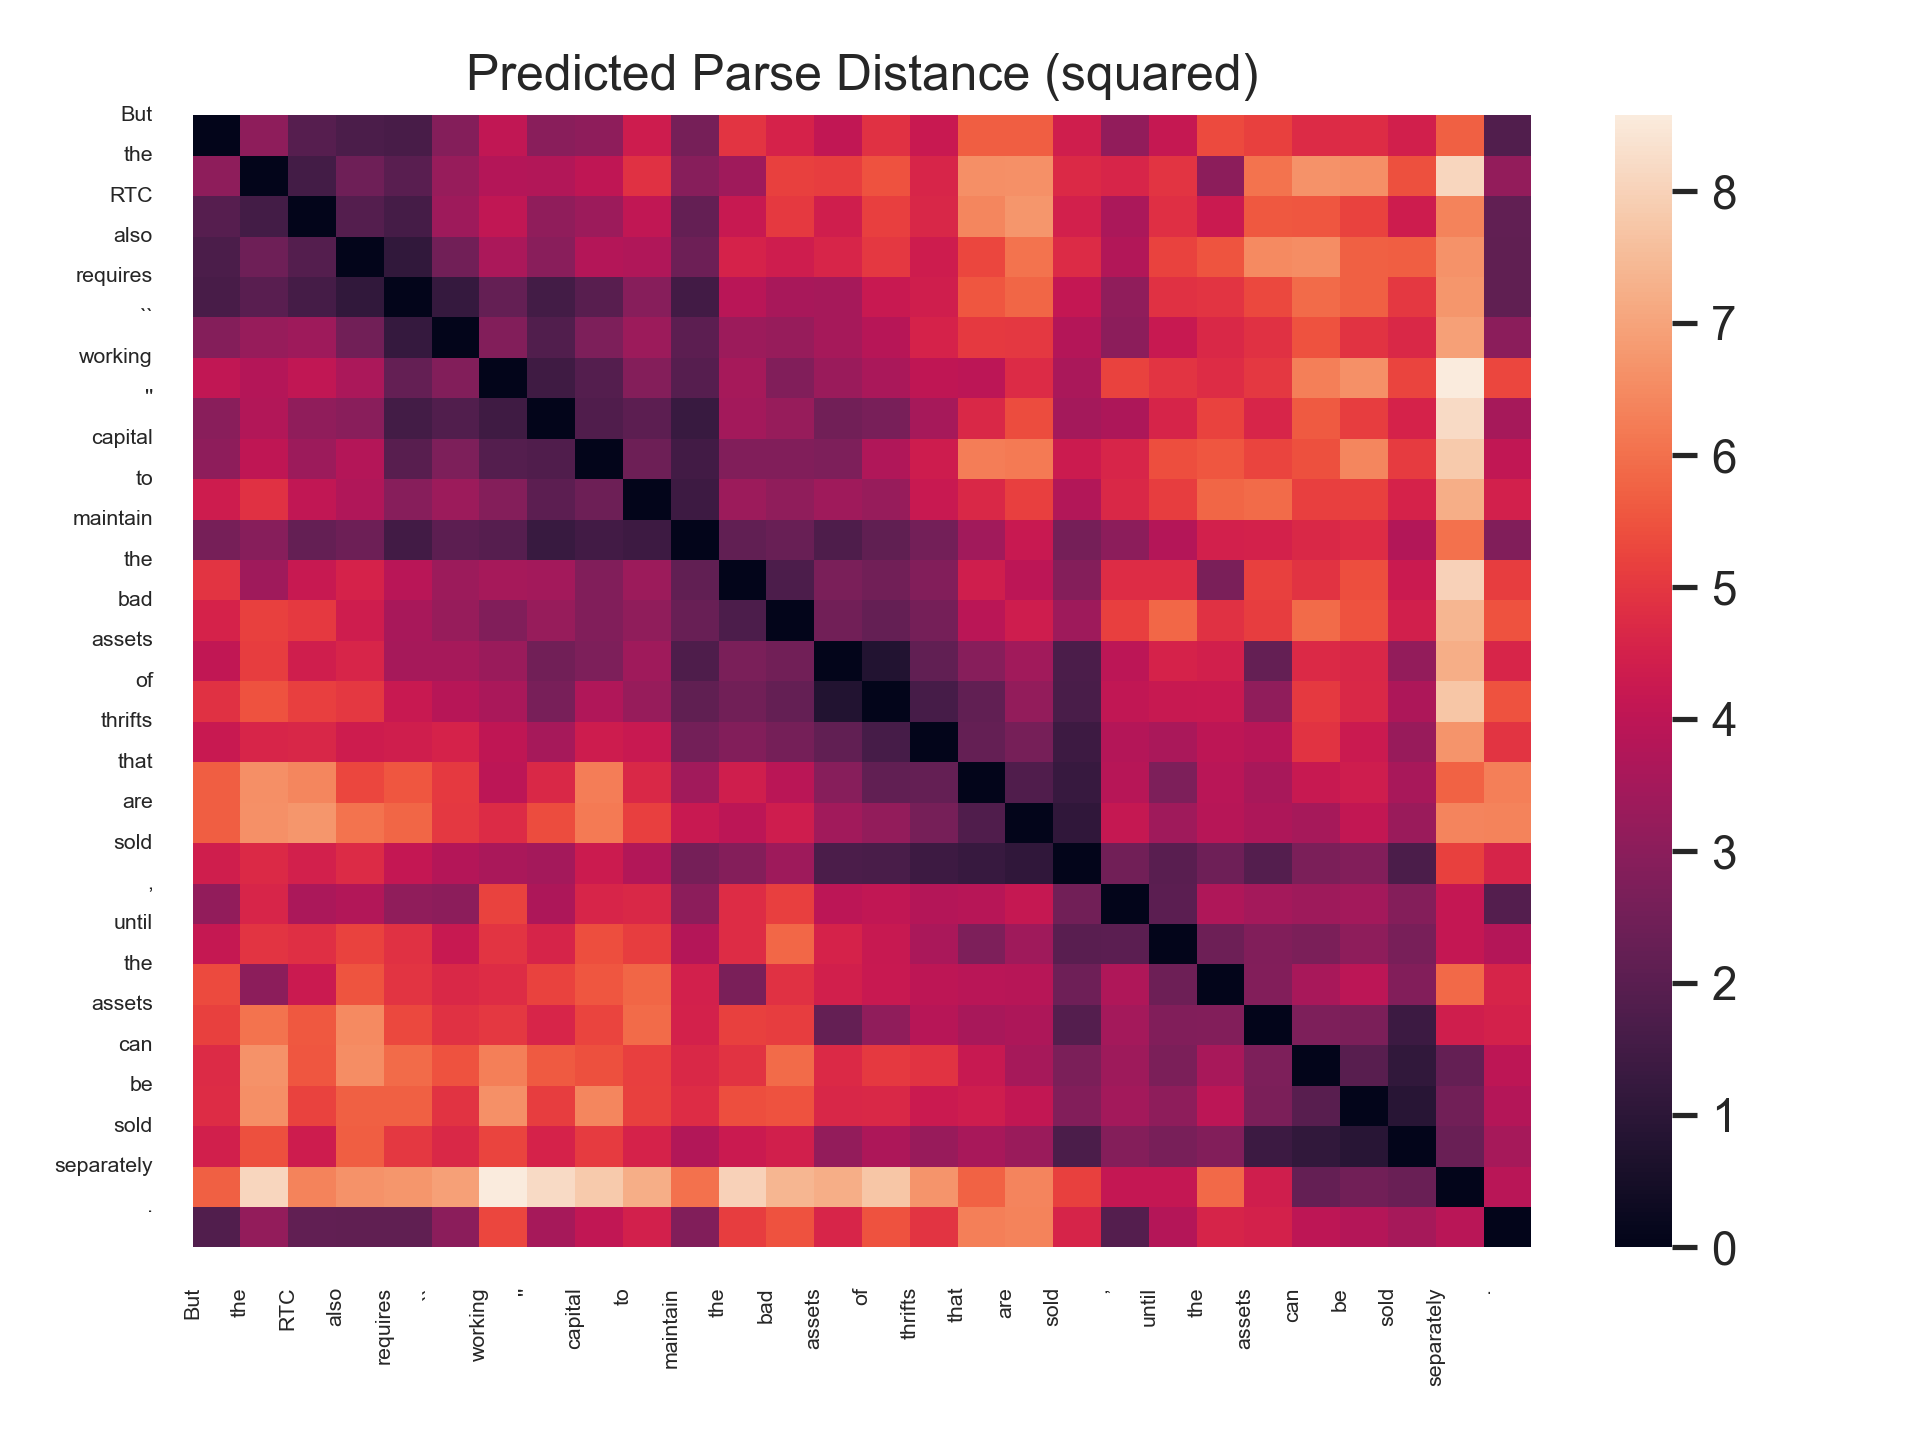 Predicted Parse Distance (squared)
But
the
RTC
also
requires
``
working
''
capital
to
maintain
the
bad
assets
of
thrifts
that
are
sold
,
until
the
assets
can
be
sold
separately
.
8
7
6
5
4
3
2
1
0
But
the
RTC
also
requires
``
working
''
capital
to
maintain
the
bad
assets
of
thrifts
that
are
sold
,
until
the
assets
can
be
sold
separately
.